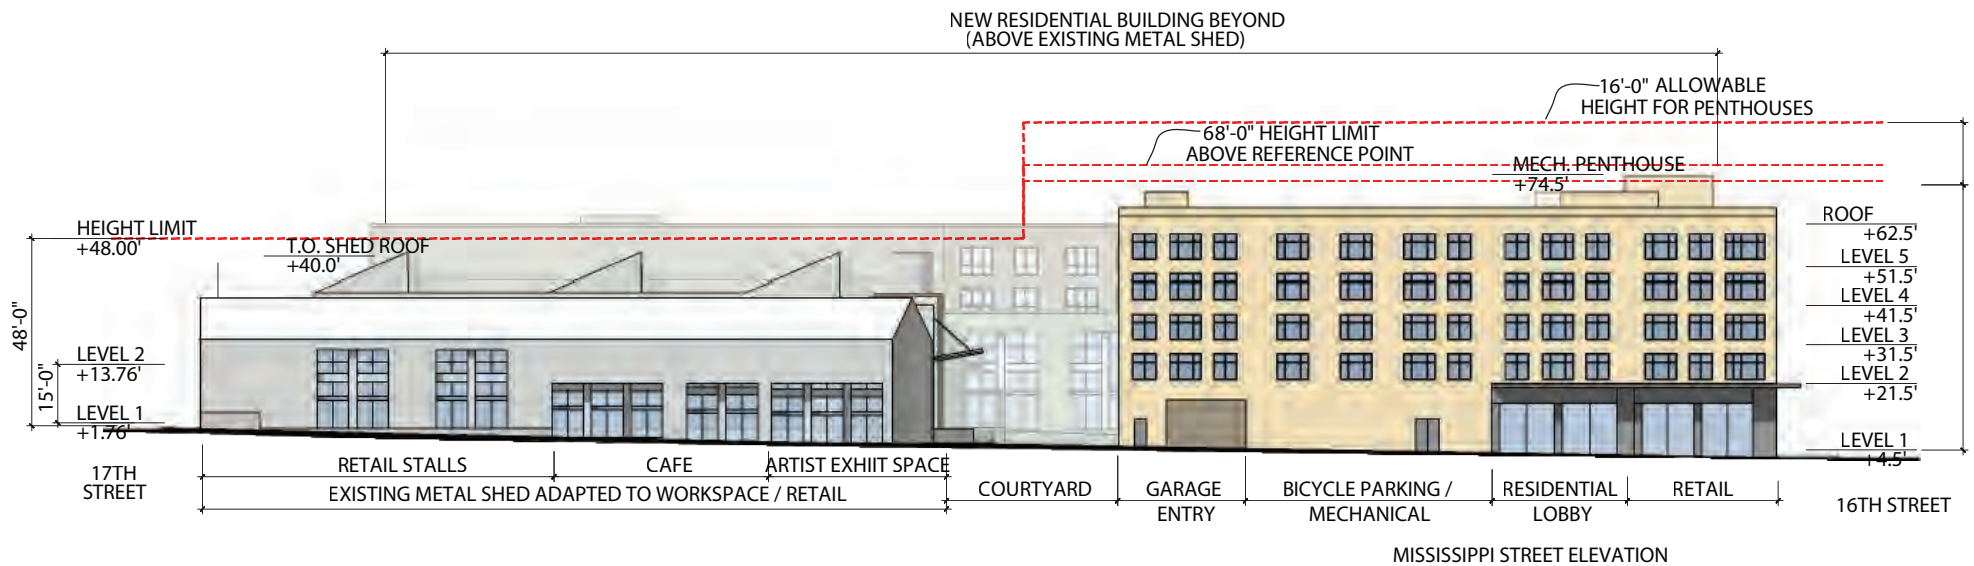 NEW RESIDENTIAL BUILDING BEYOND
(ABOVE EXISTING METAL SHED)
16'-0" ALLOWABLE
HEIGHT FOR PENTHOUSES
68'-0" HEIGHT LIMIT
ABOVE REFERENCE POINT
MECH. PENTHOUSE
+74.5'
HEIGHT LIMIT
+48.00'
T.O. SHED ROOF
+40.0'
48'-0"
15'-0"
LEVEL 2
+13.76'
LEVEL 1
+1.76'
ROOF
+62.5'
LEVEL 5
+51.5'
LEVEL 4
+41.5'
LEVEL 3
+31.5'
LEVEL 2
+21.5'
LEVEL 1
+4.5'
17TH
STREET
RETAIL STALLS
CAFE
ARTIST EXHIIT SPACE
EXISTING METAL SHED ADAPTED TO WORKSPACE / RETAIL
COURTYARD
GARAGE
ENTRY
BICYCLE PARKING /
MECHANICAL
RESIDENTIAL
LOBBY
RETAIL
16TH STREET
MISSISSIPPI STREET ELEVATION